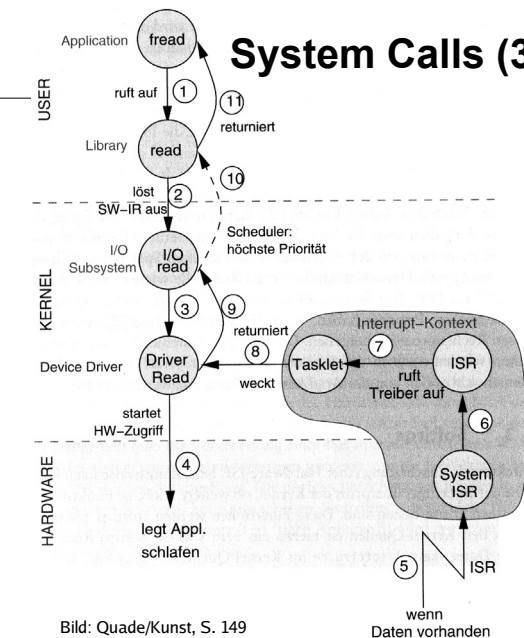 System Calls (3
Application
fread
USER
ruft auf
1
11
returniert
Library
read
10
löst
2
SW-IR aus
Scheduler:
höchste Priorität
I/O
Subsystem
I/O
read
KERNEL
3
9
returniert
Interrupt-Kontext
7
8
Device Driver
Driver
Read
weckt
Tasklet
ruft
Treiber auf
ISR
startet
HW-Zugriff
6
HARDWARE
4
System
ISR
legt Appl.
schlafen
5
ISR
wenn
Daten vorhanden
Bild: Quade/Kunst, S. 149